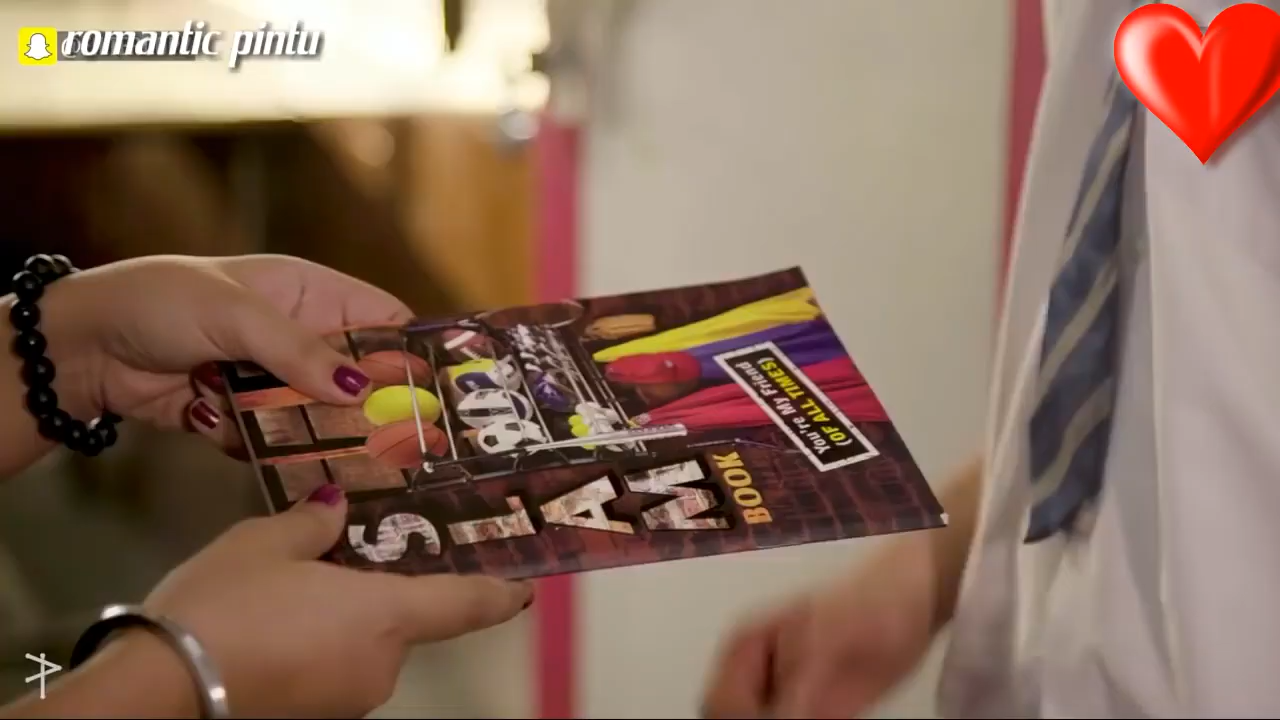 romantic pintu
SLAM
BOOK
You're My Friend
(OF ALL TIMES)